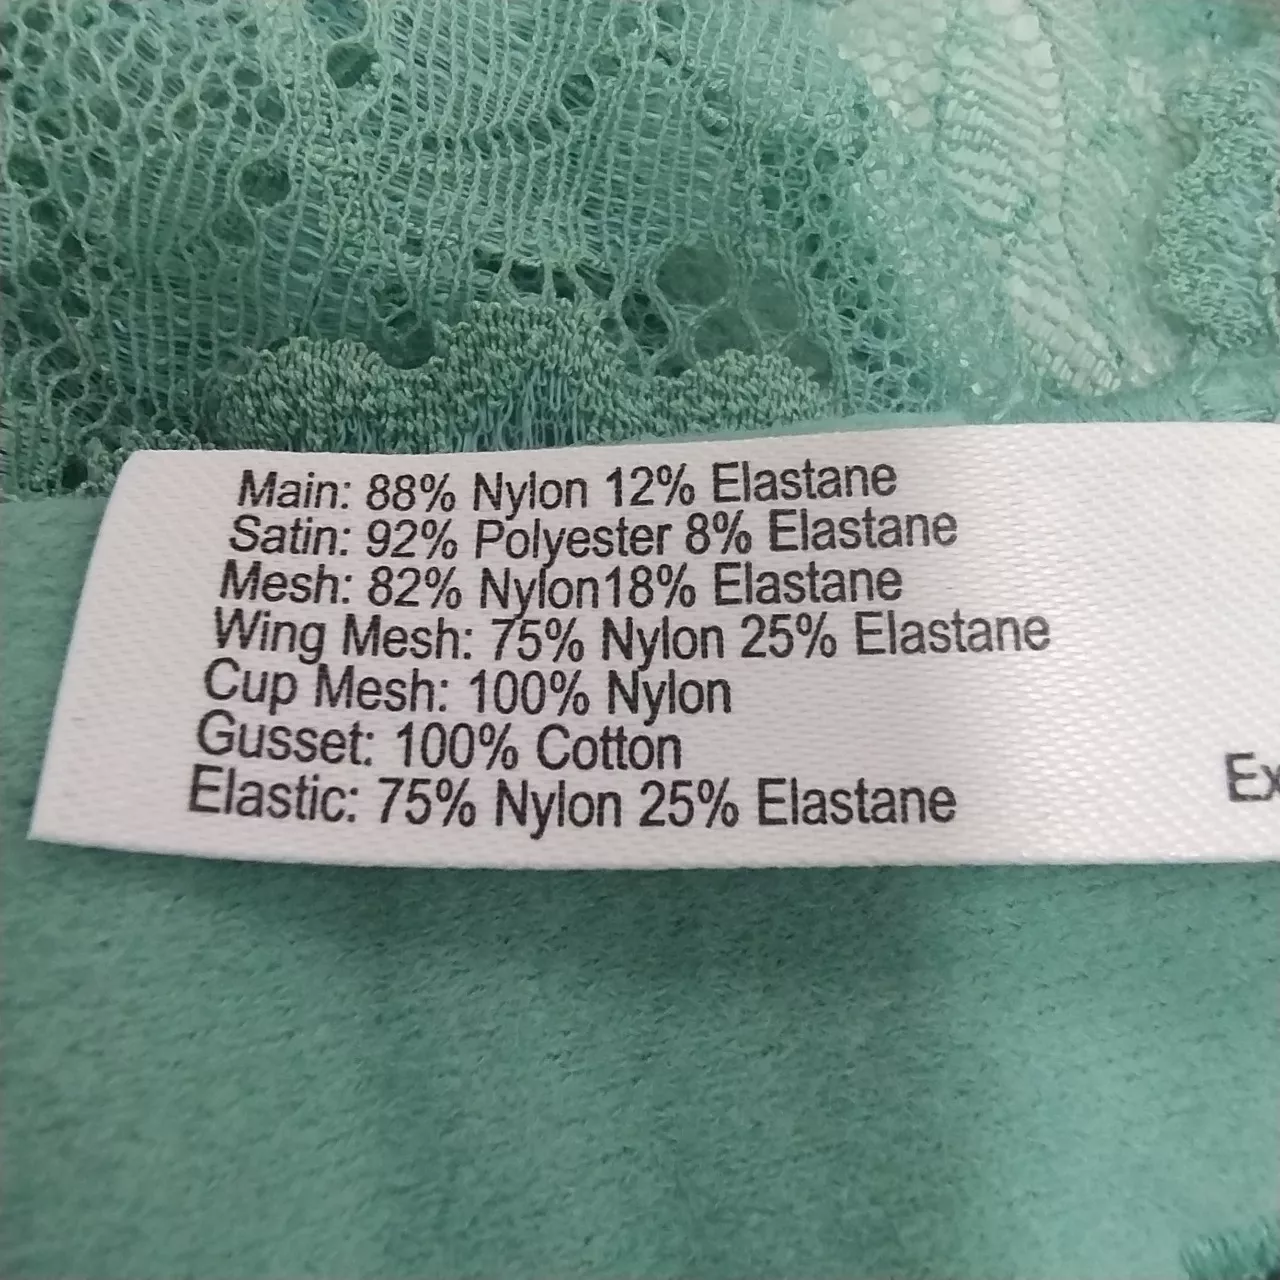 Main: 88% Nylon 12% Elastane
Satin: 92% Polyester 8% Elastane
Mesh: 82% Nylon18% Elastane
Wing Mesh: 75% Nylon 25% Elastane
Cup Mesh: 100% Nylon
Gusset: 100% Cotton
Elastic: 75% Nylon 25% Elastane